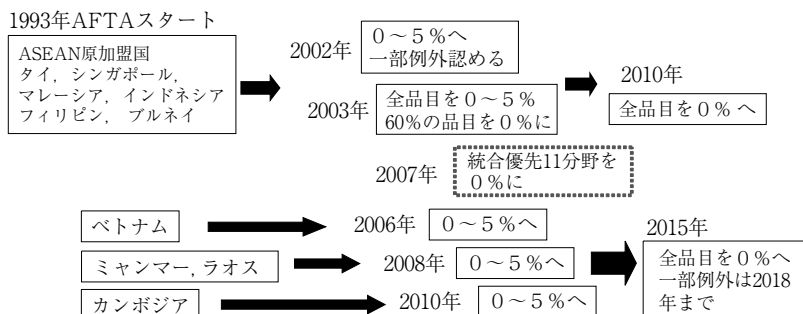 1993年AFTAスタート
ASEAN原加盟国
タイ, シンガポール,
マレーシア, インドネシア
フィリピン, ブルネイ
2002年
0~5%へ
一部例外認める
2003年
全品目を0~5%
60%の品目を0%に
2010年
全品目を0%へ
2007年
統合優先11分野を
0%に
ベトナム
2006年
0~5%へ
ミャンマー, ラオス
2008年
0~5%へ
カンボジア
2010年
0~5%へ
2015年
全品目を0%へ
一部例外は2018
年まで